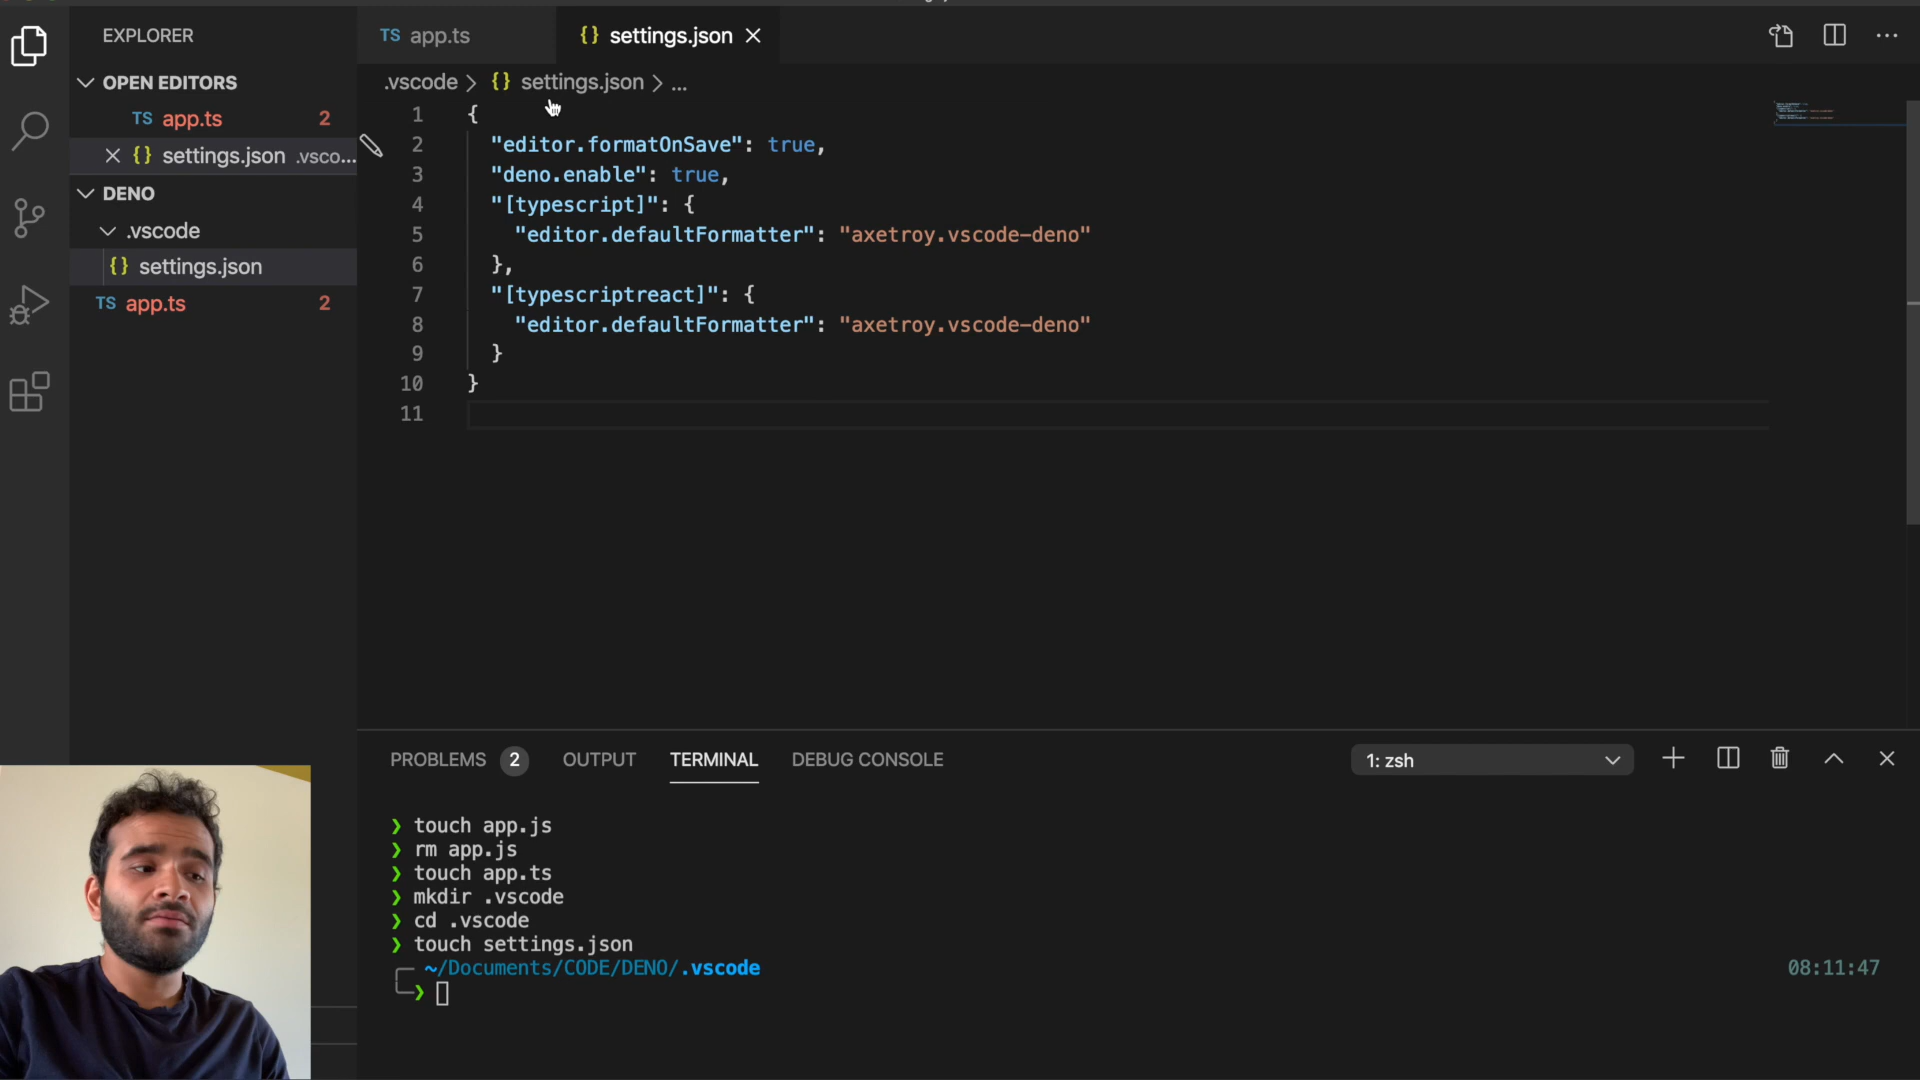 EXPLORER
OPEN EDITORS
TS app.ts 2
{} settings.json .vsco...
DENO
.vscode
{} settings.json
TS app.ts 2
TS app.ts
{} settings.json
.vscode > {} settings.json > ...
1 {
2 "editor.formatOnSave": true,
3 "deno.enable": true,
4 "[typescript]": {
5 "editor.defaultFormatter": "axetroy.vscode-deno"
6 },
7 "[typescriptreact]": {
8 "editor.defaultFormatter": "axetroy.vscode-deno"
9 }
10 }
11
PROBLEMS 2 OUTPUT TERMINAL DEBUG CONSOLE 1: zsh
❯ touch app.js
❯ rm app.js
❯ touch app.ts
❯ mkdir .vscode
❯ cd .vscode
❯ touch settings.json
~/Documents/CODE/DENO/.vscode 08:11:47
❯